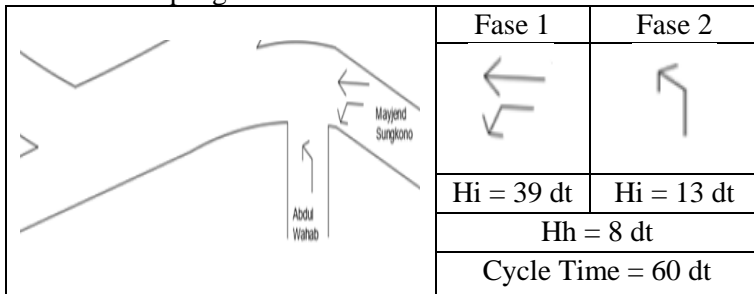 Fase 1 Fase 2
Mayjend
Sungkono
Abdul
Wahab
Hi = 39 dt Hi = 13 dt
Hh = 8 dt
Cycle Time = 60 dt